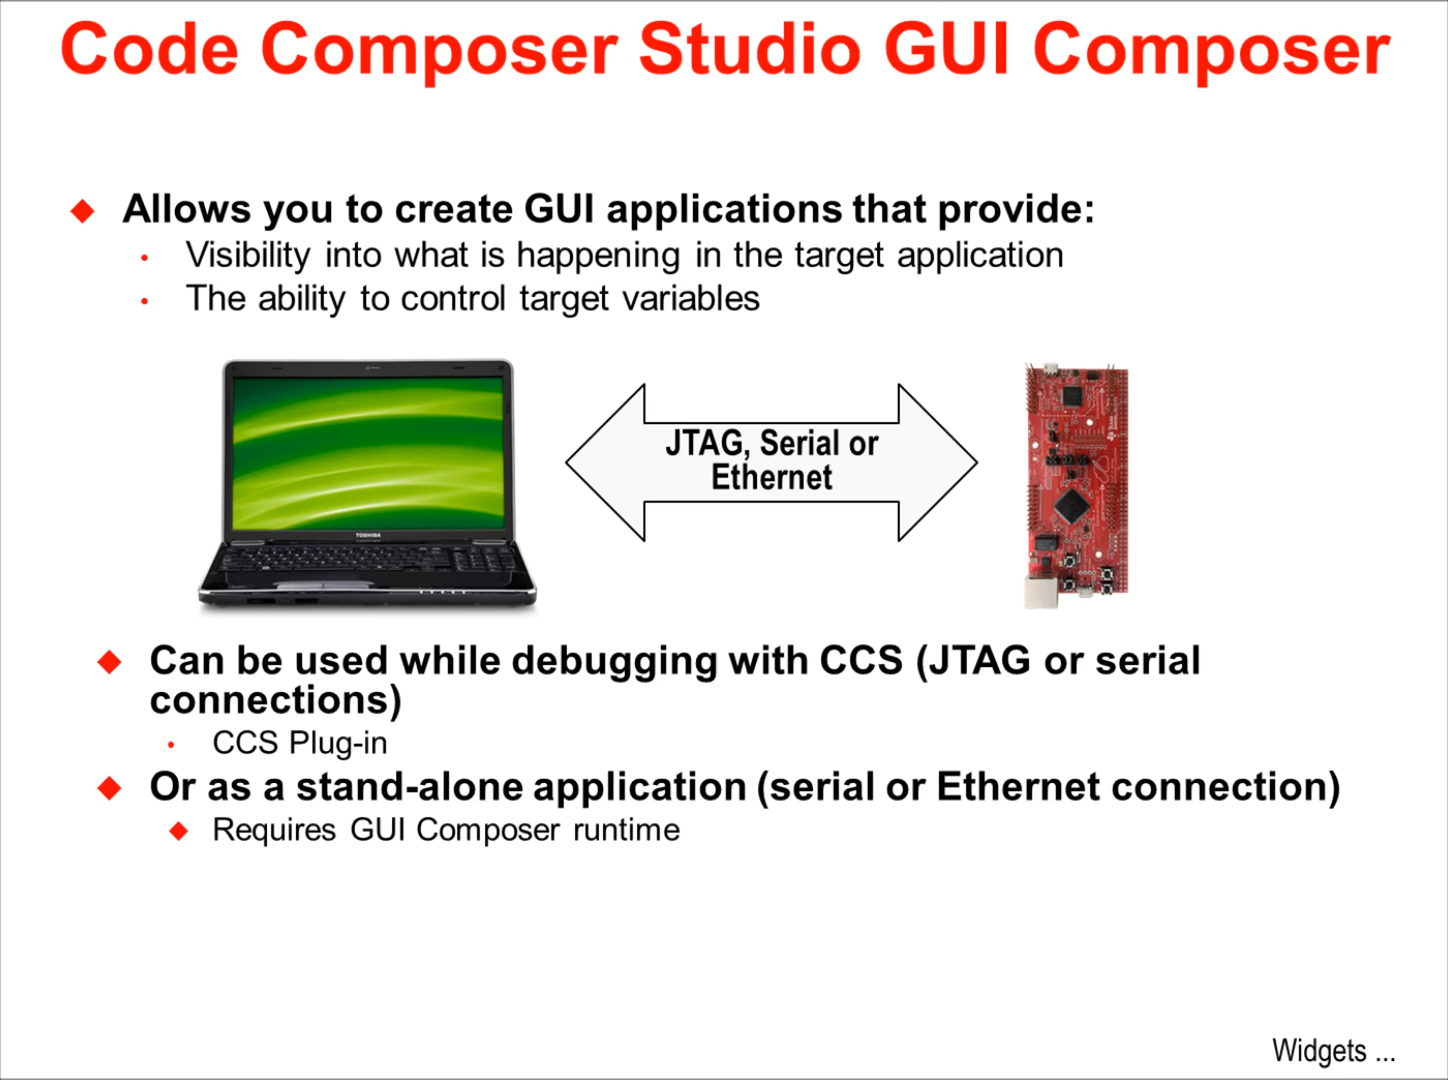 Code Composer Studio GUI Composer
Allows you to create GUI applications that provide:
Visibility into what is happening in the target application
The ability to control target variables
JTAG, Serial or
Ethernet
TOSHIBA
Can be used while debugging with CCS (JTAG or serial
connections)
CCS Plug-in
Or as a stand-alone application (serial or Ethernet connection)
Requires GUI Composer runtime
Widgets ...